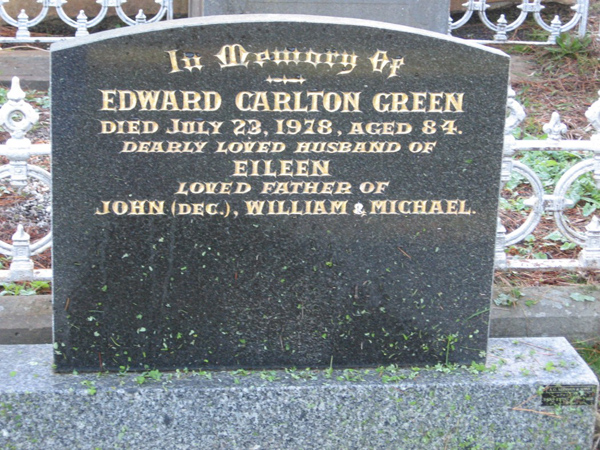 In Memory Of
EDWARD CARLTON GREEN
DIED JULY 23, 1978, AGED 84.
DEARLY LOVED HUSBAND OF
EILEEN
LOVED FATHER OF
JOHN (DEC.), WILLIAM & MICHAEL.